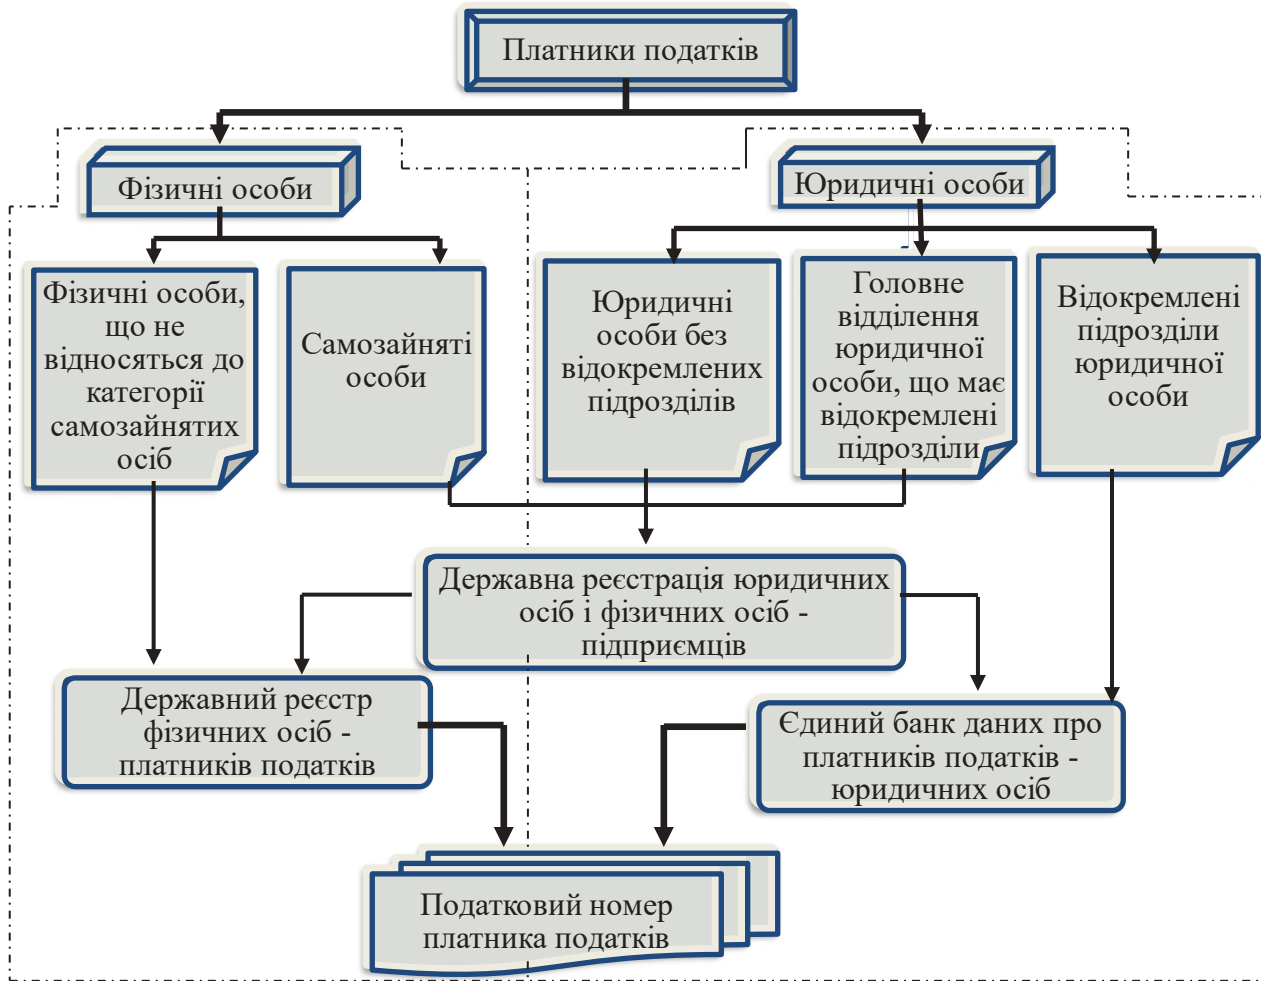 Платники податків
Фізичні особи
Юридичні особи
Фізичні особи,
що не
відносяться до
категорії
самозайнятих
осіб
Самозайняті
особи
Юридичні
особи без
відокремлених
підрозділів
Головне
відділення
юридичної
особи, що має
відокремлені
підрозділи
Відокремлені
підрозділи
юридичної
особи
Державна реєстрація юридичних
осіб і фізичних осіб -
підприємців
Державний реєстр
фізичних осіб -
платників податків
Єдиний банк даних про
платників податків -
юридичних осіб
Податковий номер
платника податків